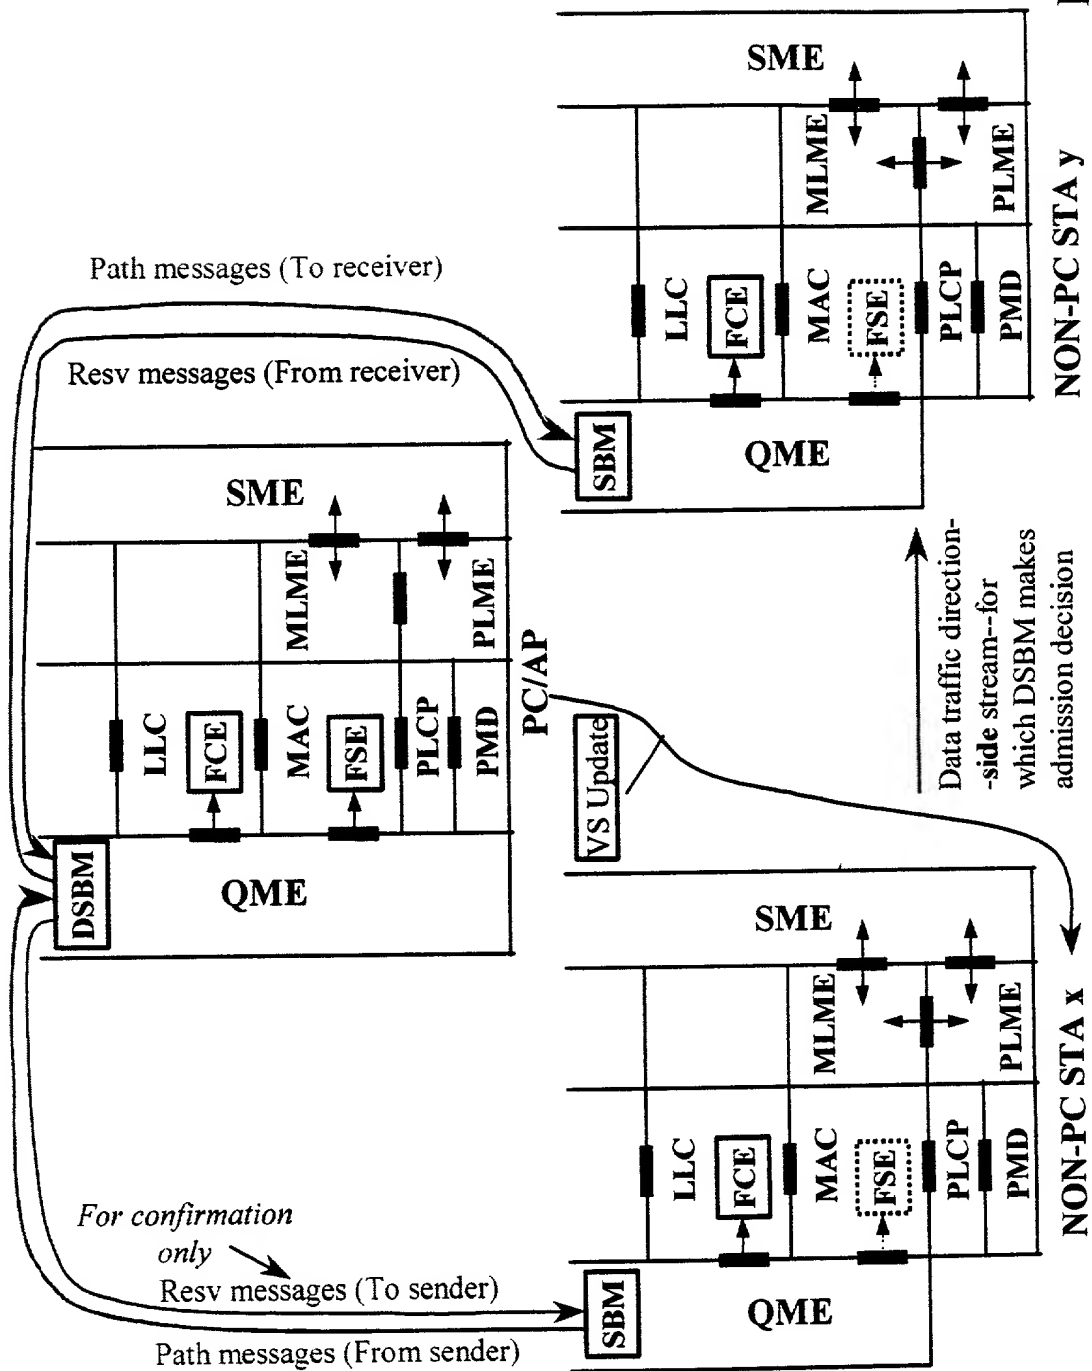 Path messages (To receiver)
Resv messages (From receiver)
DSBM
QME
SME
LLC
FCE
MAC
FSE
PLCP
PMD
MLME
PLME
PC/AP
VS Update
For confirmation
only
Resv messages (To sender)
Path messages (From sender)
SBM
QME
SME
LLC
FCE
MAC
FSE
PLCP
PMD
MLME
PLME
NON-PC STA x
Data traffic direction-
-side stream--for
which DSBM makes
admission decision
SBM
QME
SME
LLC
FCE
MAC
FSE
PLCP
PMD
MLME
PLME
NON-PC STA y